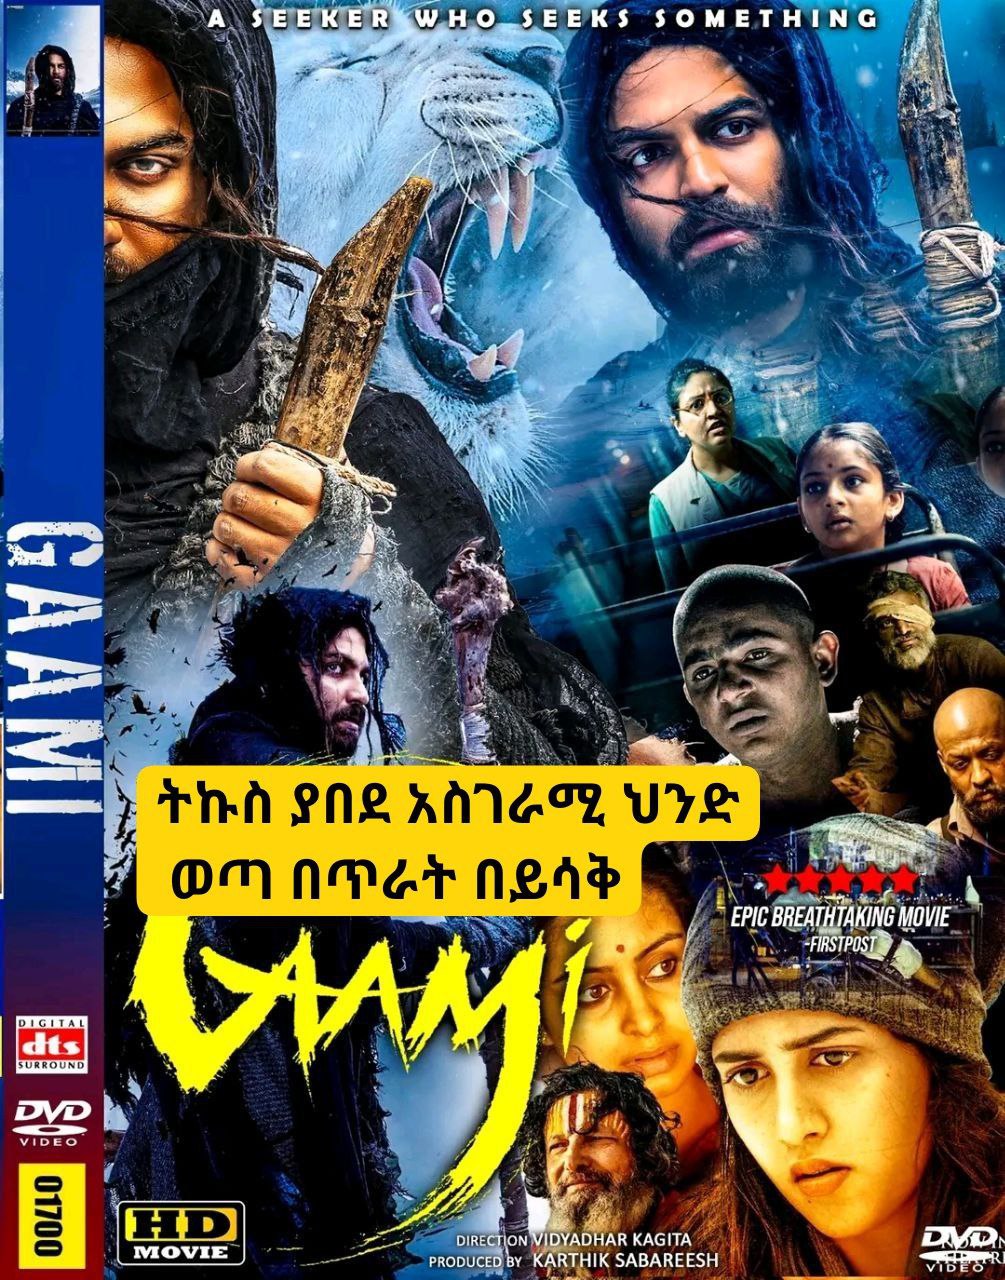 A SEEKER WHO SEEKS SOMETHING
GAAMI
ትኩስ ያበደ አስገራሚ ህንድ
ወጣ በጥራት በይሳቅ
EPIC BREATHTAKING MOVIE
-FIRSTPOST
GAAMi
DIGITAL
dts
SURROUND
DVD
VIDEO
01700
HD
MOVIE
DIRECTION VIDYADHAR KAGITA
PRODUCED BY KARTHIK SABAREESH
DVD
VIDEO